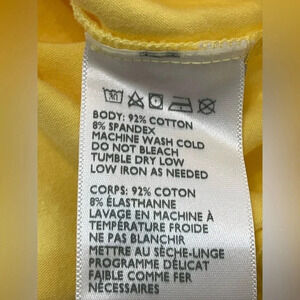 BODY: 92% COTTON
8% SPANDEX
MACHINE WASH COLD
DO NOT BLEACH
TUMBLE DRY LOW
LOW IRON AS NEEDED
CORPS: 92% COTON
8% ÉLASTHANNE
LAVAGE EN MACHINE À
TEMPÉRATURE FROIDE
NE PAS BLANCHIR
METTRE AU SÈCHE-LINGE
PROGRAMME DÉLICAT
FAIBLE COMME FER
NÉCESSAIRES